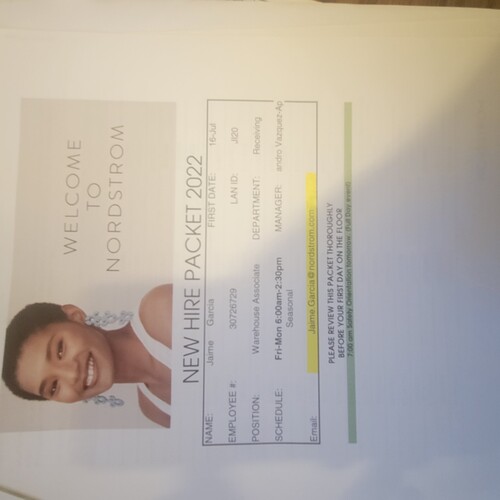 WELCOME
TO
NORDSTROM
NEW HIRE PACKET 2022
NAME: Jaime Garcia FIRST DATE: 16-Jul
EMPLOYEE #: 30726729 LAN ID: JI20
POSITION: Warehouse Associate DEPARTMENT: Receiving
SCHEDULE: Fri-Mon 6:00am-2:30pm MANAGER: andro Vazquez-Ap
Seasonal
Email: Jaime.Garcia@nordstrom.com
PLEASE REVIEW THIS PACKET THOROUGHLY
BEFORE YOUR FIRST DAY ON THE FLOOR
7:00 am Safety Orientation tomorrow. (Full Day event)